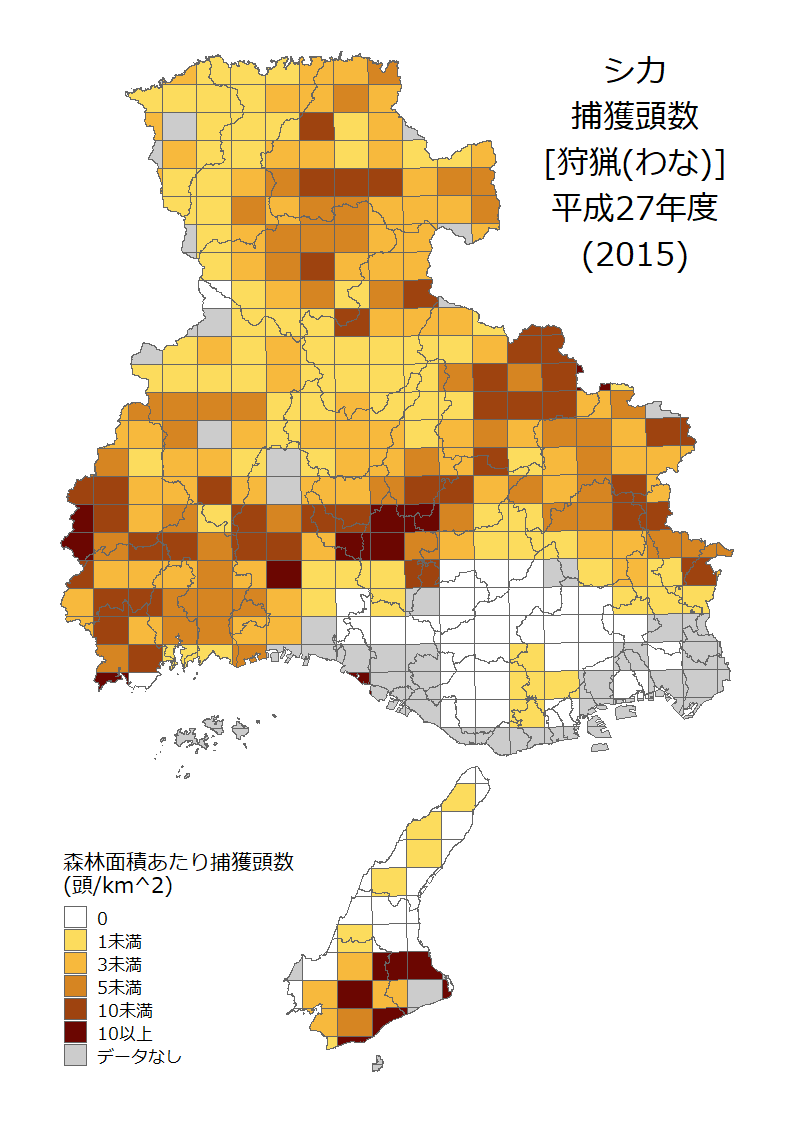 シカ
捕獲頭数
[狩猟(わな)]
平成27年度
(2015)
森林面積あたり捕獲頭数
(頭/km^2)
0
1未満
3未満
5未満
10未満
10以上
データなし